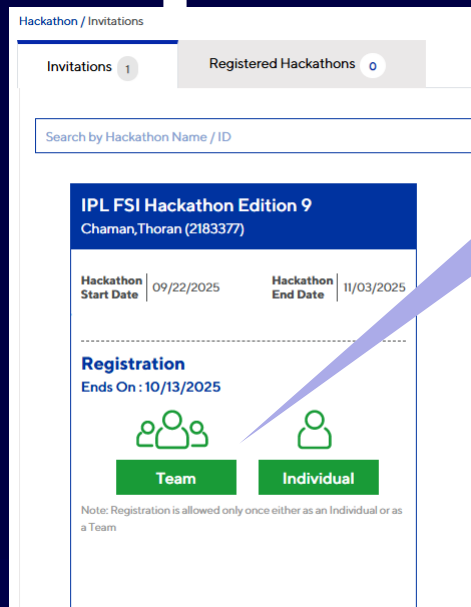 Hackathon / Invitations
Invitations 1
Registered Hackathons 0
Search by Hackathon Name / ID
IPL FSI Hackathon Edition 9
Chaman,Thoran (2183377)
Hackathon Start Date 09/22/2025
Hackathon End Date 11/03/2025
Registration
Ends On : 10/13/2025
Team
Individual
Note: Registration is allowed only once either as an Individual or as
a Team